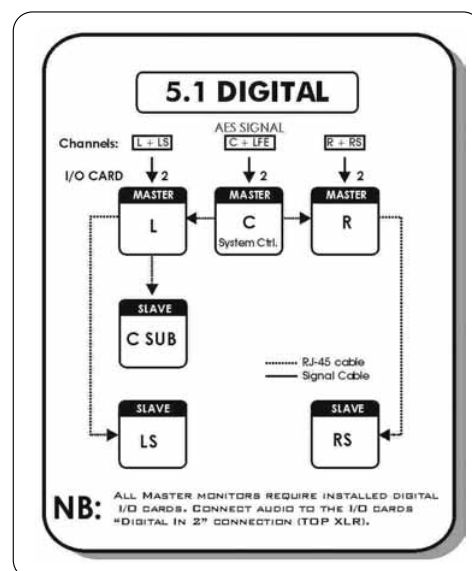 5.1 DIGITAL
AES SIGNAL
Channels: L + LS C + LFE R + RS
I/O CARD 2 2 2
MASTER MASTER MASTER
L C R
System Ctrl.
SLAVE
C SUB
RJ-45 cable
Signal Cable
SLAVE SLAVE
LS RS
NB: ALL MASTER MONITORS REQUIRE INSTALLED DIGITAL
I/O CARDS. CONNECT AUDIO TO THE I/O CARDS
"DIGITAL IN 2" CONNECTION (TOP XLR).